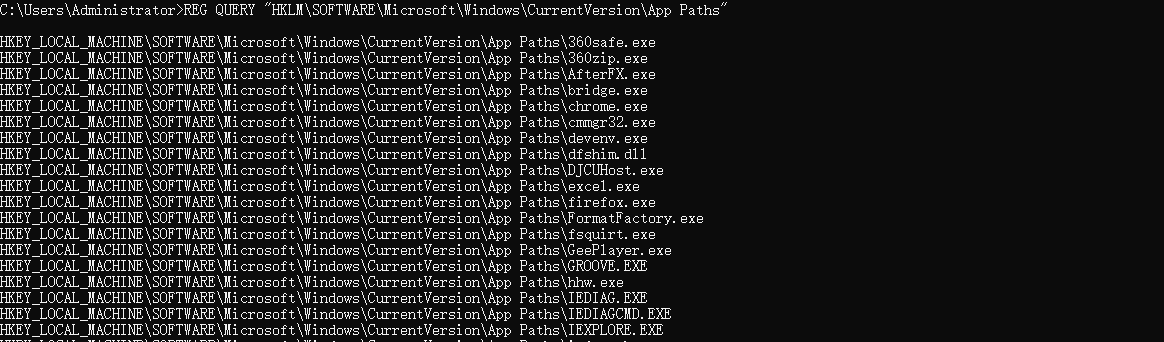 C:\Users\Administrator>REG QUERY "HKLM\SOFTWARE\Microsoft\Windows\CurrentVersion\App Paths"
HKEY_LOCAL_MACHINE\SOFTWARE\Microsoft\Windows\CurrentVersion\App Paths\360safe.exe
HKEY_LOCAL_MACHINE\SOFTWARE\Microsoft\Windows\CurrentVersion\App Paths\360zip.exe
HKEY_LOCAL_MACHINE\SOFTWARE\Microsoft\Windows\CurrentVersion\App Paths\AfterFX.exe
HKEY_LOCAL_MACHINE\SOFTWARE\Microsoft\Windows\CurrentVersion\App Paths\bridge.exe
HKEY_LOCAL_MACHINE\SOFTWARE\Microsoft\Windows\CurrentVersion\App Paths\chrome.exe
HKEY_LOCAL_MACHINE\SOFTWARE\Microsoft\Windows\CurrentVersion\App Paths\cmmgr32.exe
HKEY_LOCAL_MACHINE\SOFTWARE\Microsoft\Windows\CurrentVersion\App Paths\devenv.exe
HKEY_LOCAL_MACHINE\SOFTWARE\Microsoft\Windows\CurrentVersion\App Paths\dfshim.dll
HKEY_LOCAL_MACHINE\SOFTWARE\Microsoft\Windows\CurrentVersion\App Paths\DJCUHost.exe
HKEY_LOCAL_MACHINE\SOFTWARE\Microsoft\Windows\CurrentVersion\App Paths\excel.exe
HKEY_LOCAL_MACHINE\SOFTWARE\Microsoft\Windows\CurrentVersion\App Paths\firefox.exe
HKEY_LOCAL_MACHINE\SOFTWARE\Microsoft\Windows\CurrentVersion\App Paths\FormatFactory.exe
HKEY_LOCAL_MACHINE\SOFTWARE\Microsoft\Windows\CurrentVersion\App Paths\fsquirt.exe
HKEY_LOCAL_MACHINE\SOFTWARE\Microsoft\Windows\CurrentVersion\App Paths\GeePlayer.exe
HKEY_LOCAL_MACHINE\SOFTWARE\Microsoft\Windows\CurrentVersion\App Paths\GROOVE.EXE
HKEY_LOCAL_MACHINE\SOFTWARE\Microsoft\Windows\CurrentVersion\App Paths\hhw.exe
HKEY_LOCAL_MACHINE\SOFTWARE\Microsoft\Windows\CurrentVersion\App Paths\IEDIAG.EXE
HKEY_LOCAL_MACHINE\SOFTWARE\Microsoft\Windows\CurrentVersion\App Paths\IEDIAGCMD.EXE
HKEY_LOCAL_MACHINE\SOFTWARE\Microsoft\Windows\CurrentVersion\App Paths\IEXPLORE.EXE